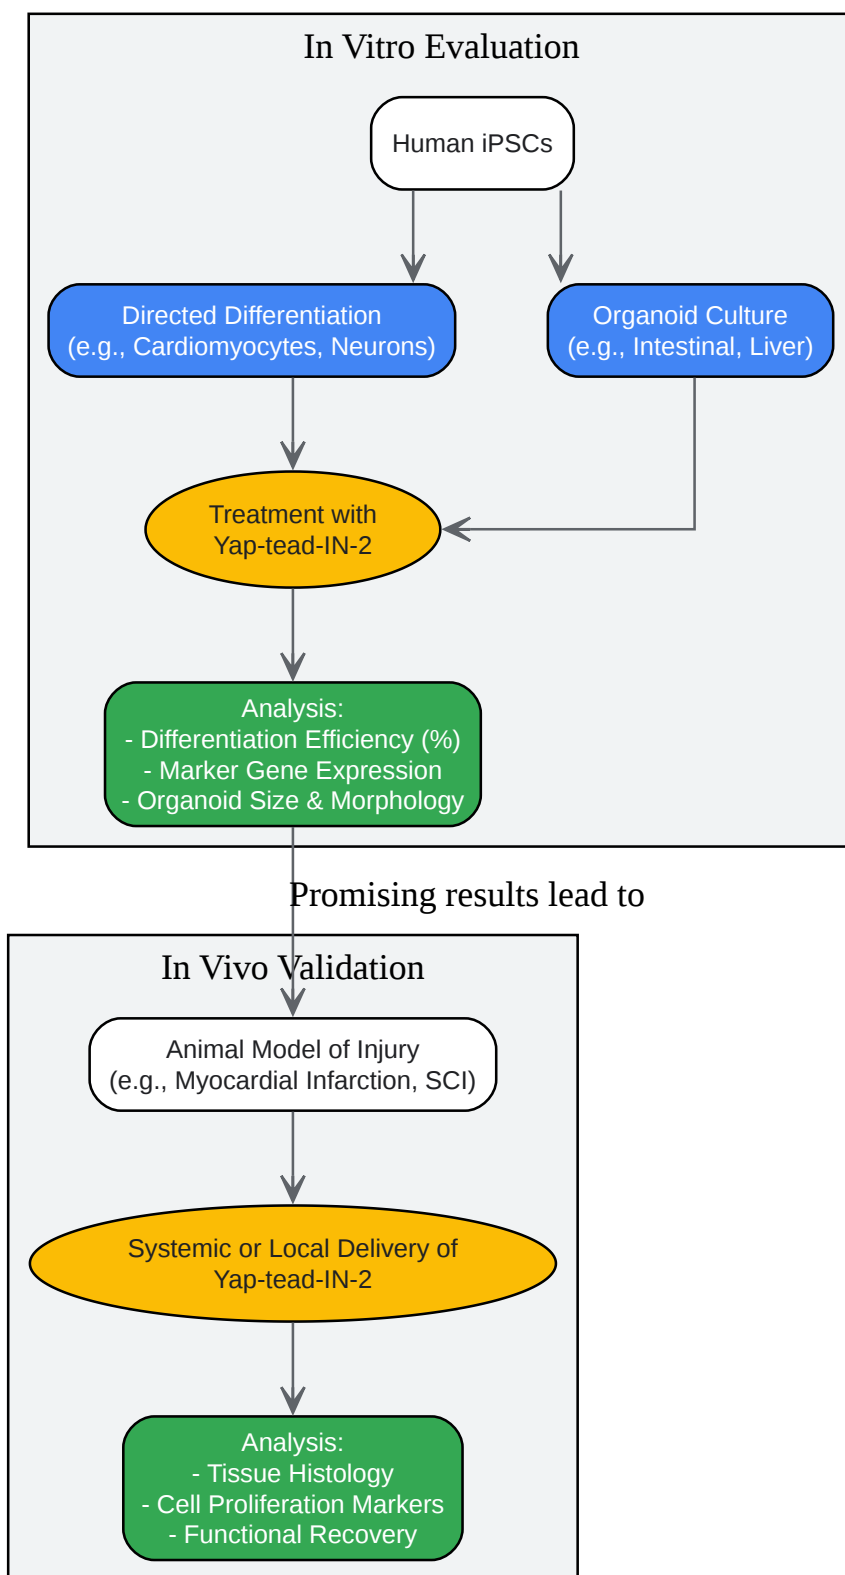 In Vitro Evaluation
Human iPSCs
Directed Differentiation
(e.g., Cardiomyocytes, Neurons)
Organoid Culture
(e.g., Intestinal, Liver)
Treatment with
Yap-tead-IN-2
Analysis:
- Differentiation Efficiency (%)
- Marker Gene Expression
- Organoid Size & Morphology
Promising results lead to
In Vivo Validation
Animal Model of Injury
(e.g., Myocardial Infarction, SCI)
Systemic or Local Delivery of
Yap-tead-IN-2
Analysis:
- Tissue Histology
- Cell Proliferation Markers
- Functional Recovery